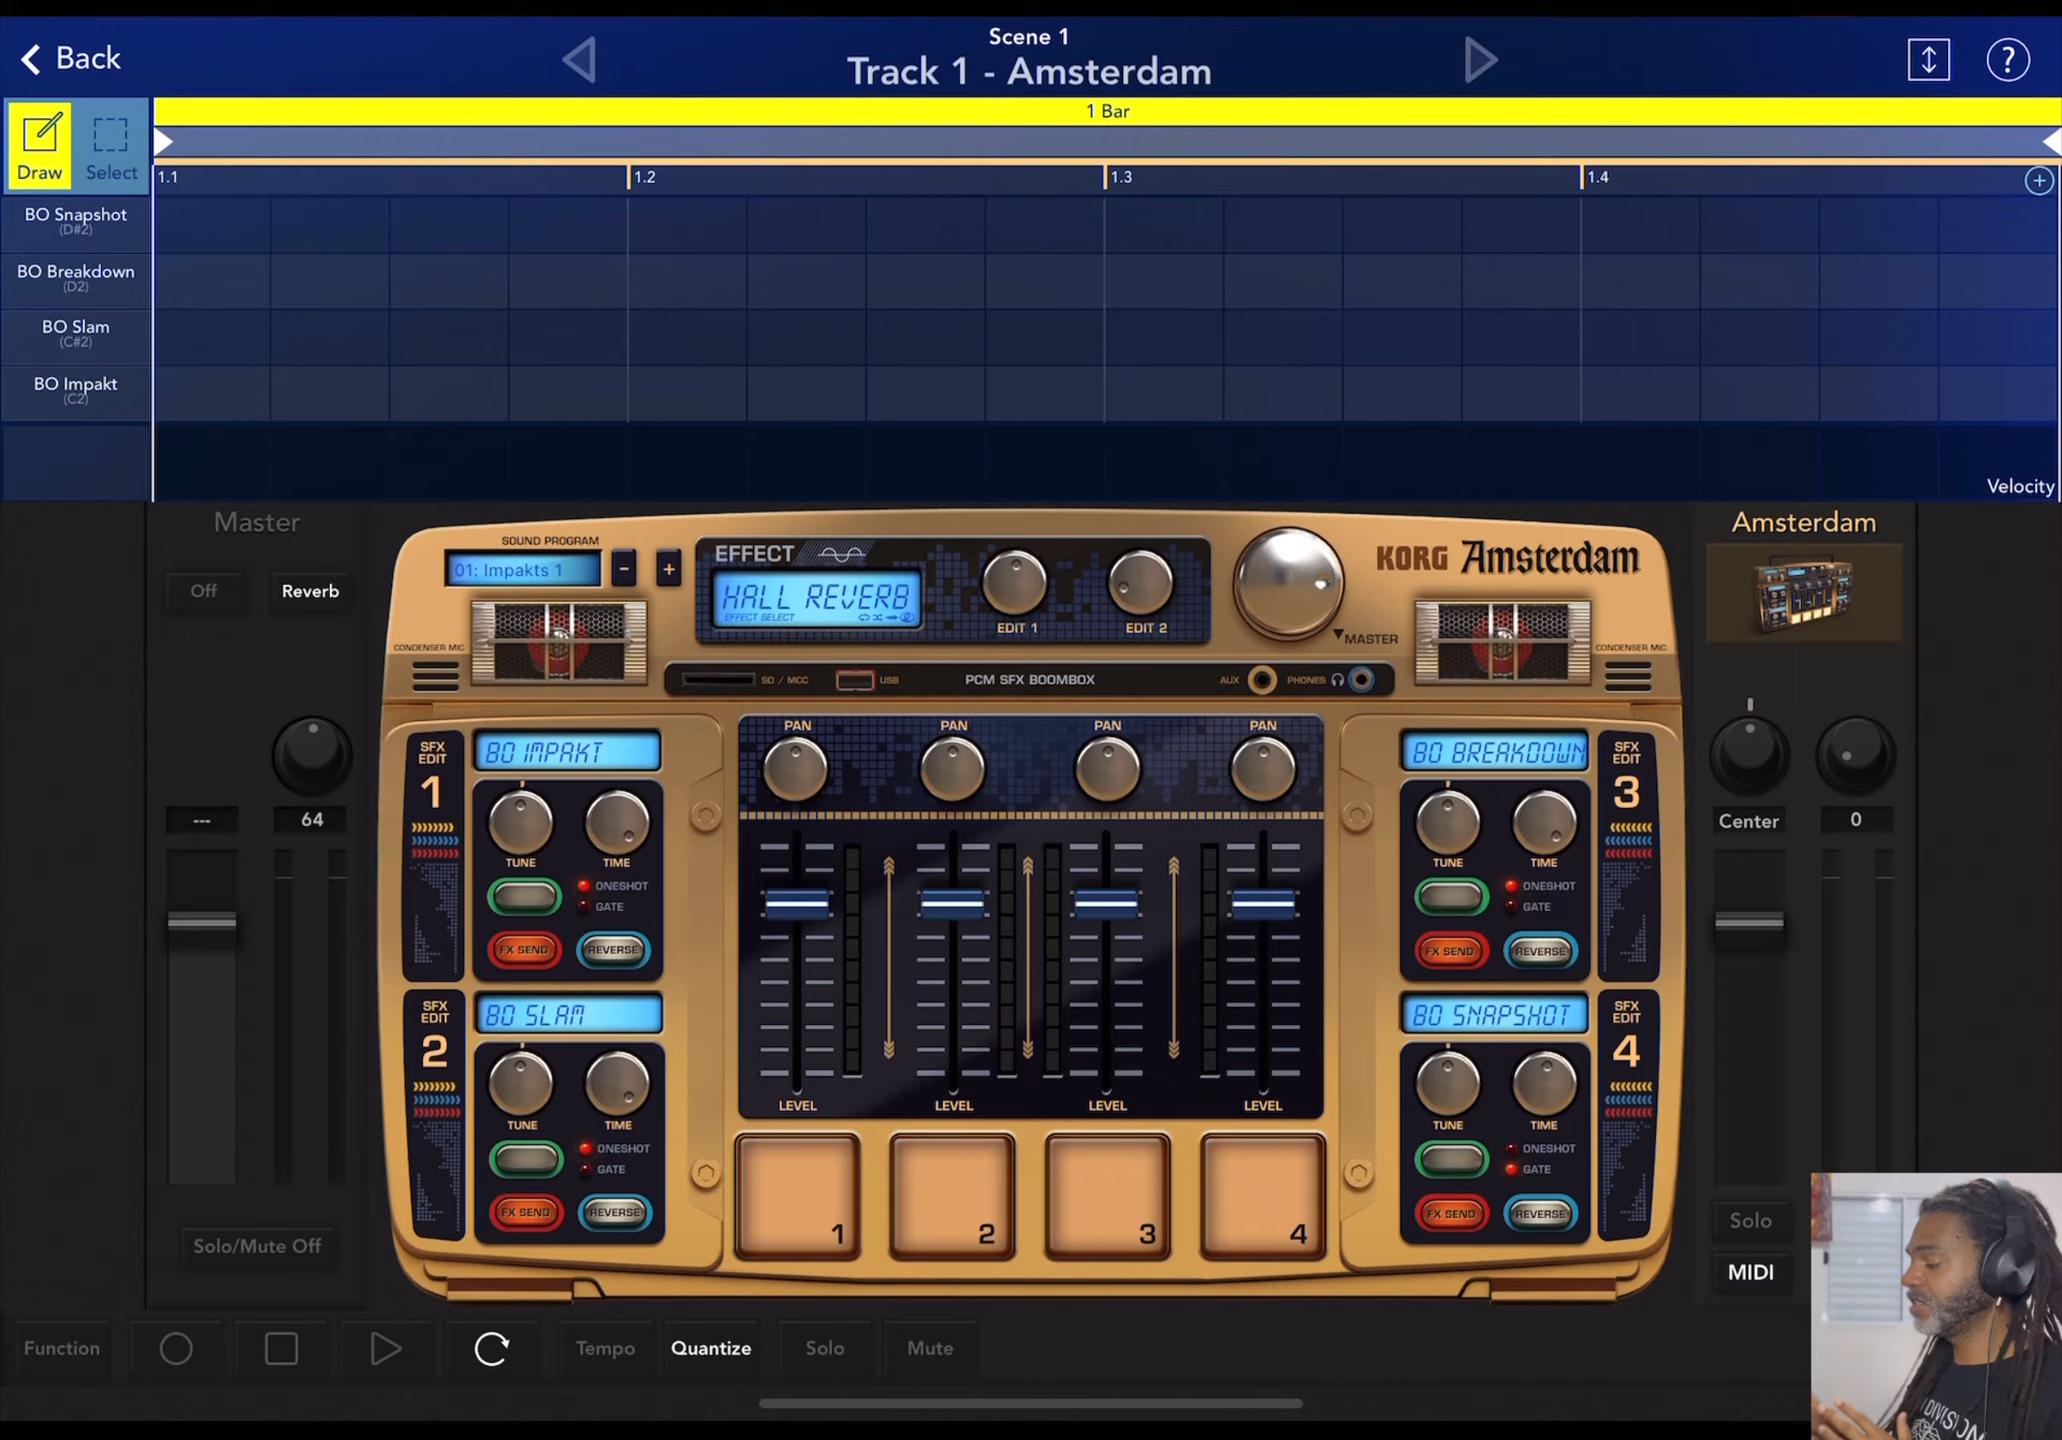 Scene 1
Back
Track 1 - Amsterdam
?
1 Bar
Draw
Select
1.1
1.2
1.3
1.4
BO Snapshot
(D#2)
BO Breakdown
(D2)
BO Slam
(C#2)
BO Impakt
(C2)
Velocity
Master
Off
Reverb
---
64
Solo/Mute Off
SOUND PROGRAM
01: Impakts 1
-
+
EFFECT
HALL REVERB
EFFECT SELECT
EDIT 1
EDIT 2
MASTER
KORG Amsterdam
CONDENSER MIC
CONDENSER MIC
SD / MCC
USB
PCM SFX BOOMBOX
AUX
PHONES
SFX
EDIT
1
BO IMPAKT
TUNE
TIME
ONESHOT
GATE
FX SEND
REVERSE
SFX
EDIT
2
BO SLAM
TUNE
TIME
ONESHOT
GATE
FX SEND
REVERSE
PAN
PAN
PAN
PAN
LEVEL
LEVEL
LEVEL
LEVEL
1
2
3
4
BO BREAKDOWN
SFX
EDIT
3
TUNE
TIME
ONESHOT
GATE
FX SEND
REVERSE
BO SNAPSHOT
SFX
EDIT
4
TUNE
TIME
ONESHOT
GATE
FX SEND
REVERSE
Amsterdam
Center
0
Solo
MIDI
Function
Tempo
Quantize
Solo
Mute
DIVISION